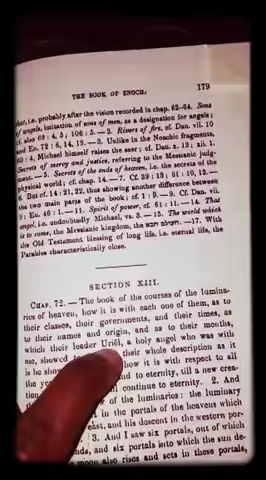 THE BOOK OF ENOCH. 179
that, i.e. probably after the vision recorded in chap. 62–64. Sons
of angels, imitation of sons of men, as a designation for angels;
cf. also 69 : 4, 5; 106 : 5. — 2. Rivers of fire, cf. Dan. vii. 10
and En. 14, 19. — 3. Unlike in the Noachic fragments,
60 : 4, Michael himself raises the seer; cf. Dan. x. 13; xii. 1.
Secrets of mercy and justice, referring to the Messianic judg-
ment. — 5. Secrets of the ends of heaven, i.e. the secrets of the
physical world; cf. chap. — 7. Cf. 39 : 13; 61 : 10, 12. —
8. But cf. 14 : 21, 22, thus showing another difference between
the two main parts of the book; cf. — 9. Cf. Dan. vii.
9; En. 46 : 1. — 11. Spirit of power, cf. 61 : 11. — 14. That
angel, i.e. undoubtedly Michael, vs. 3. — 15. The world which
is to come, the Messianic kingdom, the — 17. With
the Old Testament blessing of long life, i.e. eternal life, the
Parables characteristically close.
SECTION XIII.
CHAP. 72. — The book of the courses of the lumina-
ries of heaven, how it is with each one of them, as to
their classes, their governments, and their times, as
to their names and origin, and as to their months,
which their leader Uriel, a holy angel who was with
me, showed their whole description as it
is he how it is with respect to all
the and to eternity, till a new crea-
tion continue to eternity. 2. And
of the luminaries: the luminary
in the portals of the heavens which
east, and his descent in the western por-
3. And I saw six portals, out of which
and six portals into which the sun de-
moon also rises and sets in these portals,